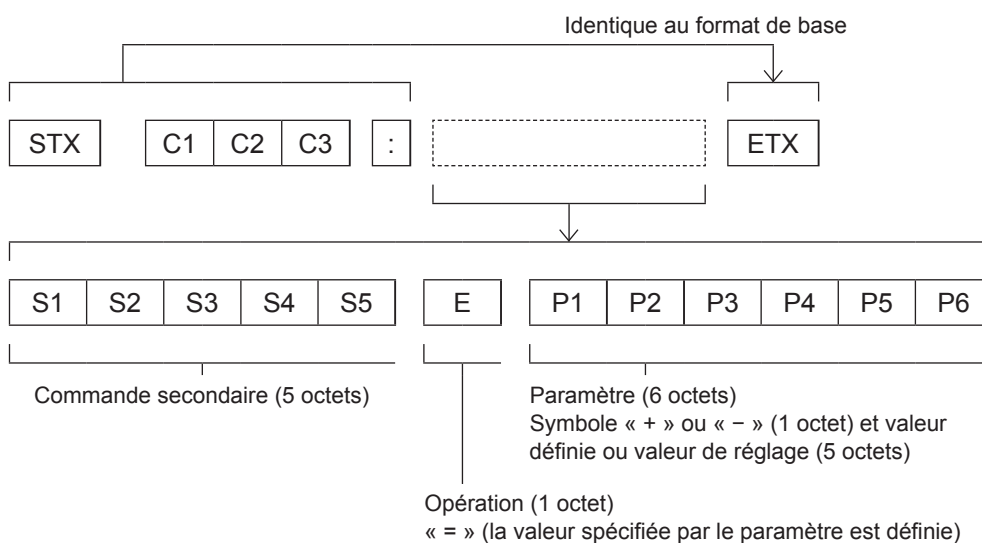 Identique au format de base
STX C1 C2 C3 : ETX
S1 S2 S3 S4 S5 E P1 P2 P3 P4 P5 P6
Commande secondaire (5 octets)
Paramètre (6 octets)
Symbole « + » ou « − » (1 octet) et valeur
définie ou valeur de réglage (5 octets)
Opération (1 octet)
« = » (la valeur spécifiée par le paramètre est définie)